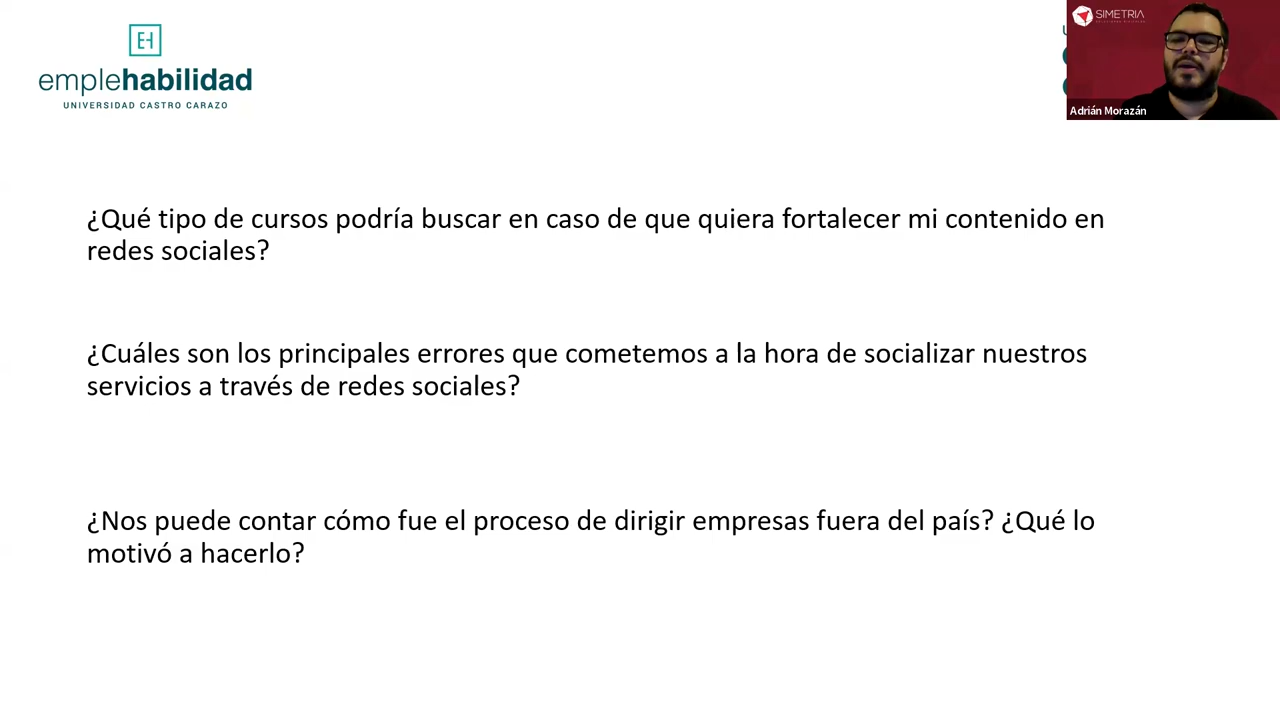 EH
emplehabilidad
UNIVERSIDAD CASTRO CARAZO
SIMETRIA
Adrián Morazán
¿Qué tipo de cursos podría buscar en caso de que quiera fortalecer mi contenido en
redes sociales?
¿Cuáles son los principales errores que cometemos a la hora de socializar nuestros
servicios a través de redes sociales?
¿Nos puede contar cómo fue el proceso de dirigir empresas fuera del país? ¿Qué lo
motivó a hacerlo?